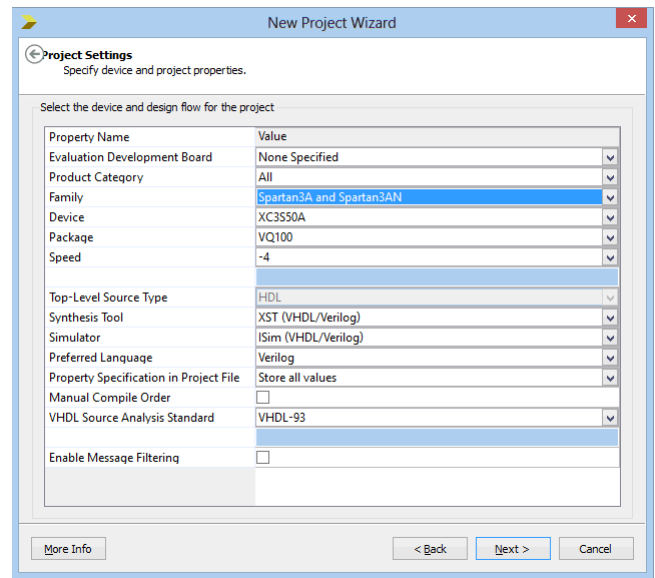 New Project Wizard
Project Settings
Specify device and project properties.
Select the device and design flow for the project
Property Name Value
Evaluation Development Board None Specified
Product Category All
Family Spartan3A and Spartan3AN
Device XC3S50A
Package VQ100
Speed -4
Top-Level Source Type HDL
Synthesis Tool XST (VHDL/Verilog)
Simulator ISim (VHDL/Verilog)
Preferred Language Verilog
Property Specification in Project File Store all values
Manual Compile Order
VHDL Source Analysis Standard VHDL-93
Enable Message Filtering
More Info < Back Next > Cancel